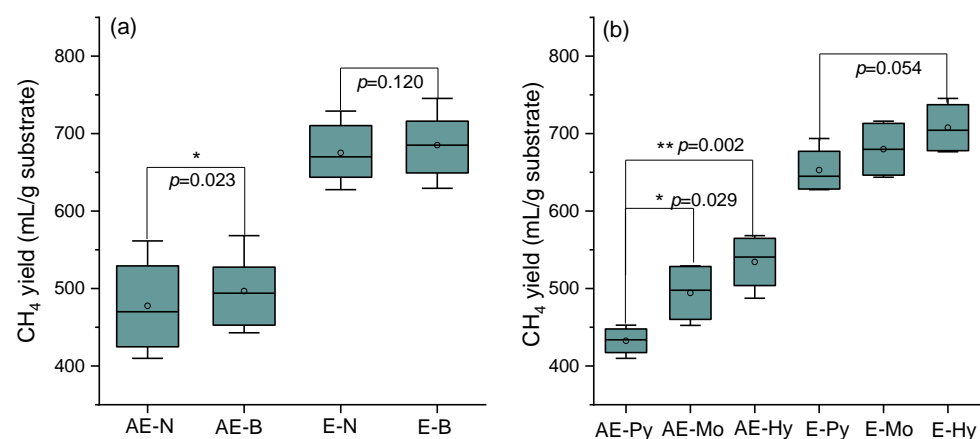 (a)
CH₄ yield (mL/g substrate)
800
700
600
500
400
*
p=0.023
p=0.120
AE-N AE-B E-N E-B
(b)
CH₄ yield (mL/g substrate)
800
700
600
500
400
p=0.054
** p=0.002
* p=0.029
AE-Py AE-Mo AE-Hy E-Py E-Mo E-Hy